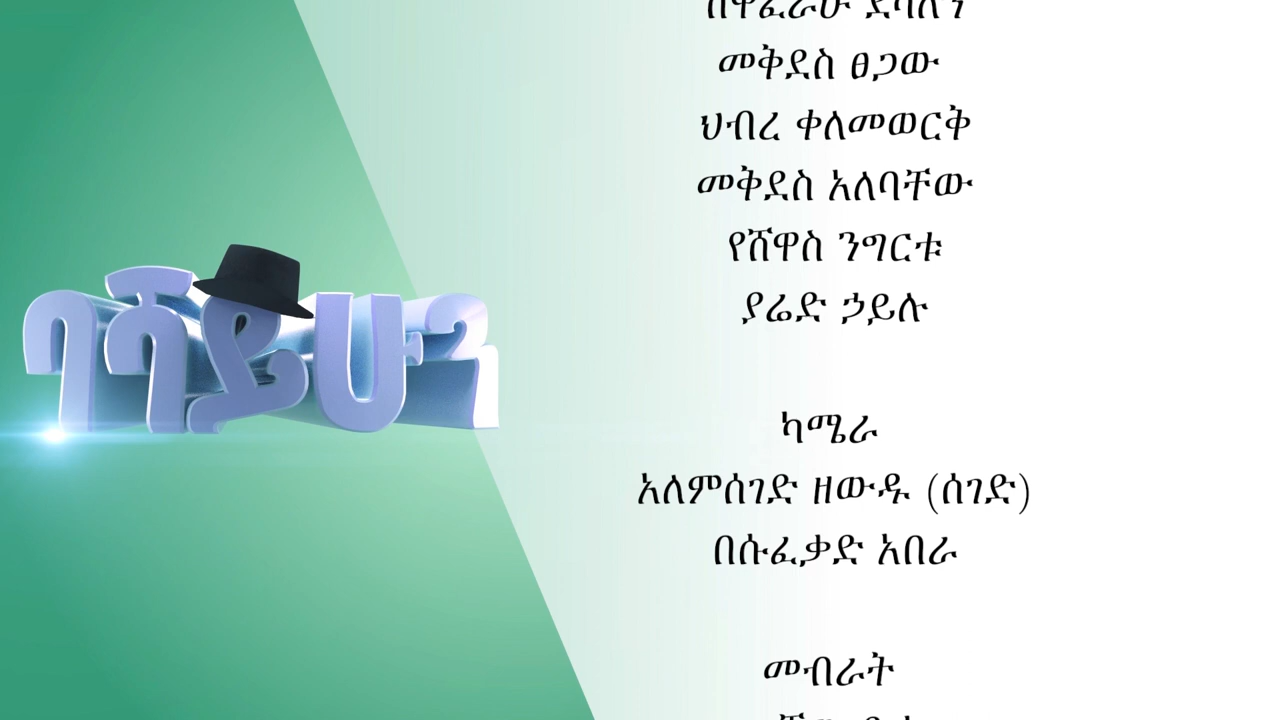 መቅደስ ፀጋው
ህብረ ቀለመወርቅ
መቅደስ አለባቸው
የሸዋስ ንግርቱ
ያሬድ ኃይሉ
ካሜራ
አለምሰገድ ዘውዱ (ሰገድ)
በሱፈቃድ አበራ
መብራት